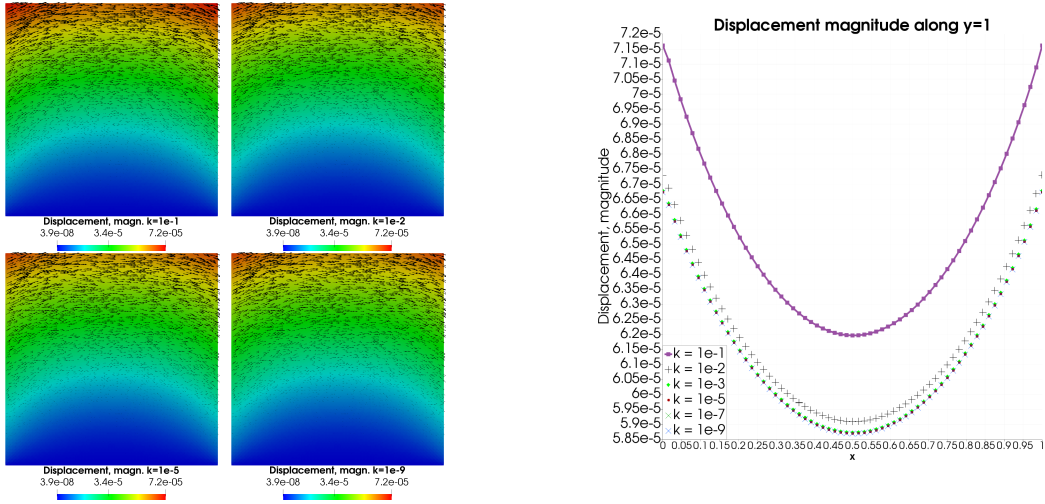 Displacement, magn. k=1e-1
3.9e-08 3.4e-5 7.2e-05
Displacement, magn. k=1e-2
3.9e-08 3.4e-5 7.2e-05
Displacement, magn. k=1e-5
3.9e-08 3.4e-5 7.2e-05
Displacement, magn. k=1e-9
3.9e-08 3.4e-5 7.2e-05
Displacement magnitude along y=1
Displacement, magnitude
7.2e-5
7.15e-5
7.1e-5
7.05e-5
7e-5
6.95e-5
6.9e-5
6.85e-5
6.8e-5
6.75e-5
6.7e-5
6.65e-5
6.6e-5
6.55e-5
6.5e-5
6.45e-5
6.4e-5
6.35e-5
6.3e-5
6.25e-5
6.2e-5
6.15e-5
6.1e-5
6.05e-5
6e-5
5.95e-5
5.9e-5
5.85e-5
k = 1e-1
k = 1e-2
k = 1e-3
k = 1e-5
k = 1e-7
k = 1e-9
0 0.05 0.1 0.15 0.2 0.25 0.3 0.35 0.4 0.45 0.5 0.55 0.6 0.65 0.7 0.75 0.8 0.85 0.9 0.95 1
x